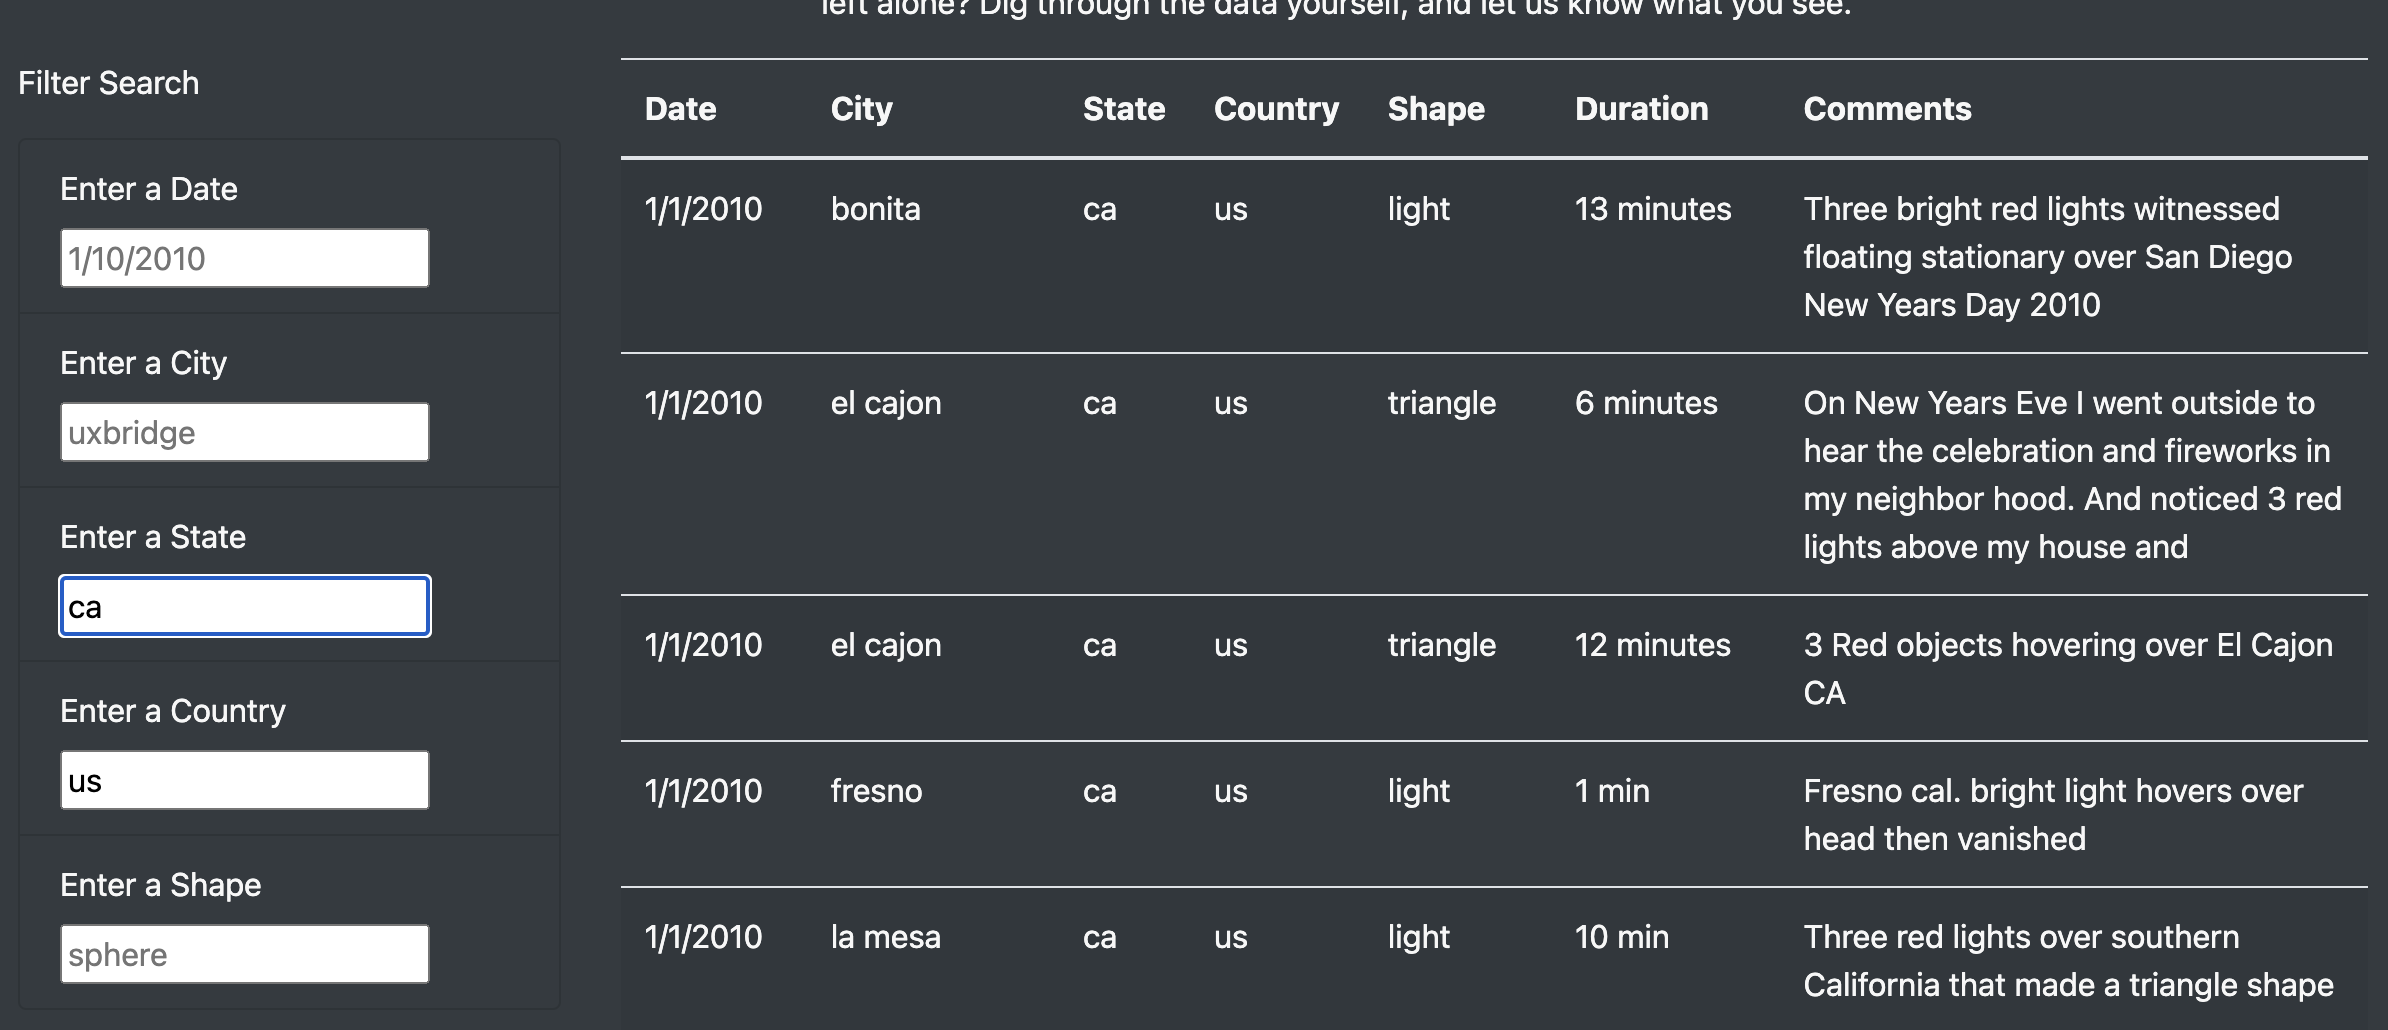 left alone? Dig through the data yourself, and let us know what you see.
Filter Search
Enter a Date
1/10/2010
Enter a City
uxbridge
Enter a State
ca
Enter a Country
us
Enter a Shape
sphere
Date City State Country Shape Duration Comments
1/1/2010 bonita ca us light 13 minutes Three bright red lights witnessed
floating stationary over San Diego
New Years Day 2010
1/1/2010 el cajon ca us triangle 6 minutes On New Years Eve I went outside to
hear the celebration and fireworks in
my neighbor hood. And noticed 3 red
lights above my house and
1/1/2010 el cajon ca us triangle 12 minutes 3 Red objects hovering over El Cajon
CA
1/1/2010 fresno ca us light 1 min Fresno cal. bright light hovers over
head then vanished
1/1/2010 la mesa ca us light 10 min Three red lights over southern
California that made a triangle shape